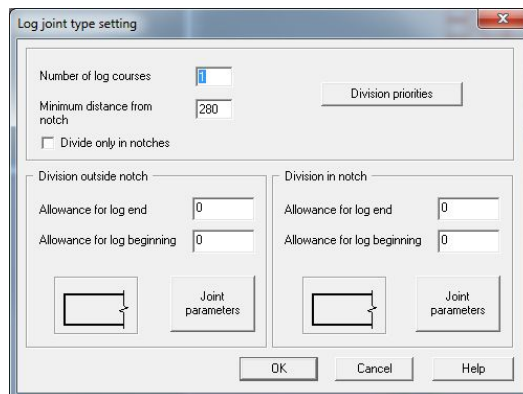 Log joint type setting
Number of log courses
1
Division priorities
Minimum distance from
notch
280
Divide only in notches
Division outside notch
Allowance for log end
0
Allowance for log beginning
0
Joint
parameters
Division in notch
Allowance for log end
0
Allowance for log beginning
0
Joint
parameters
OK
Cancel
Help